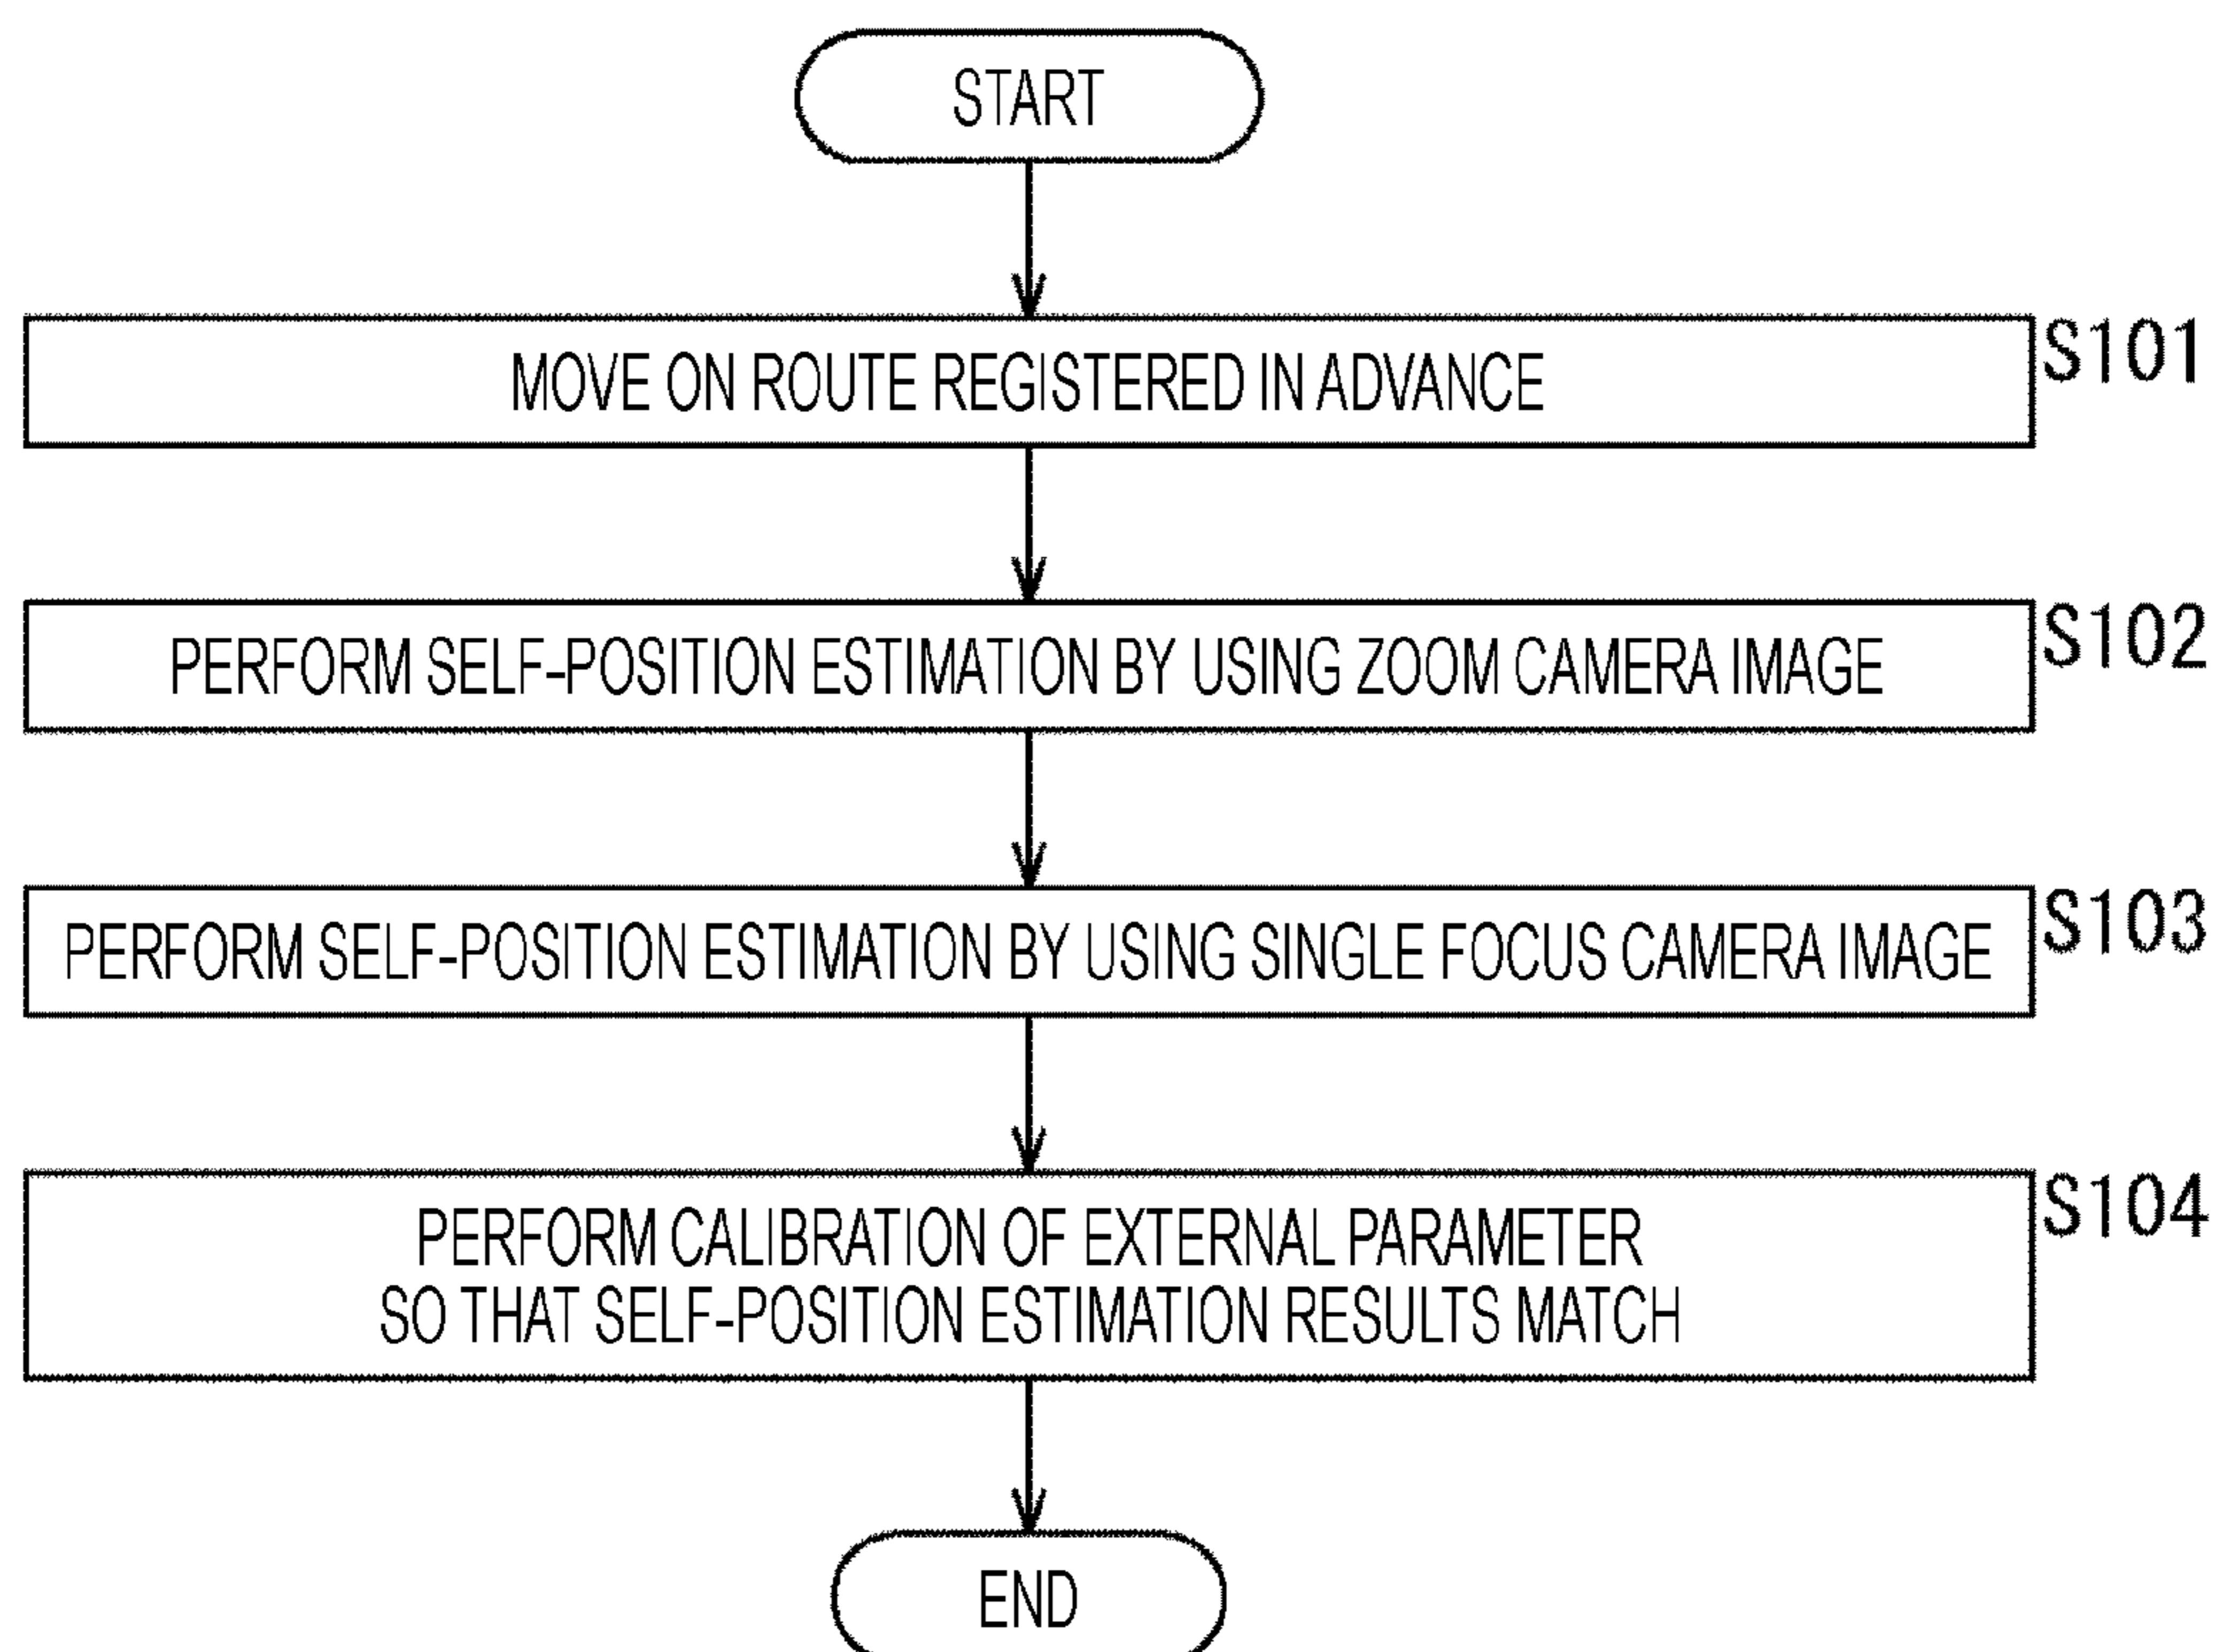 START
MOVE ON ROUTE REGISTERED IN ADVANCE
S101
PERFORM SELF-POSITION ESTIMATION BY USING ZOOM CAMERA IMAGE
S102
PERFORM SELF-POSITION ESTIMATION BY USING SINGLE FOCUS CAMERA IMAGE
S103
PERFORM CALIBRATION OF EXTERNAL PARAMETER
SO THAT SELF-POSITION ESTIMATION RESULTS MATCH
S104
END